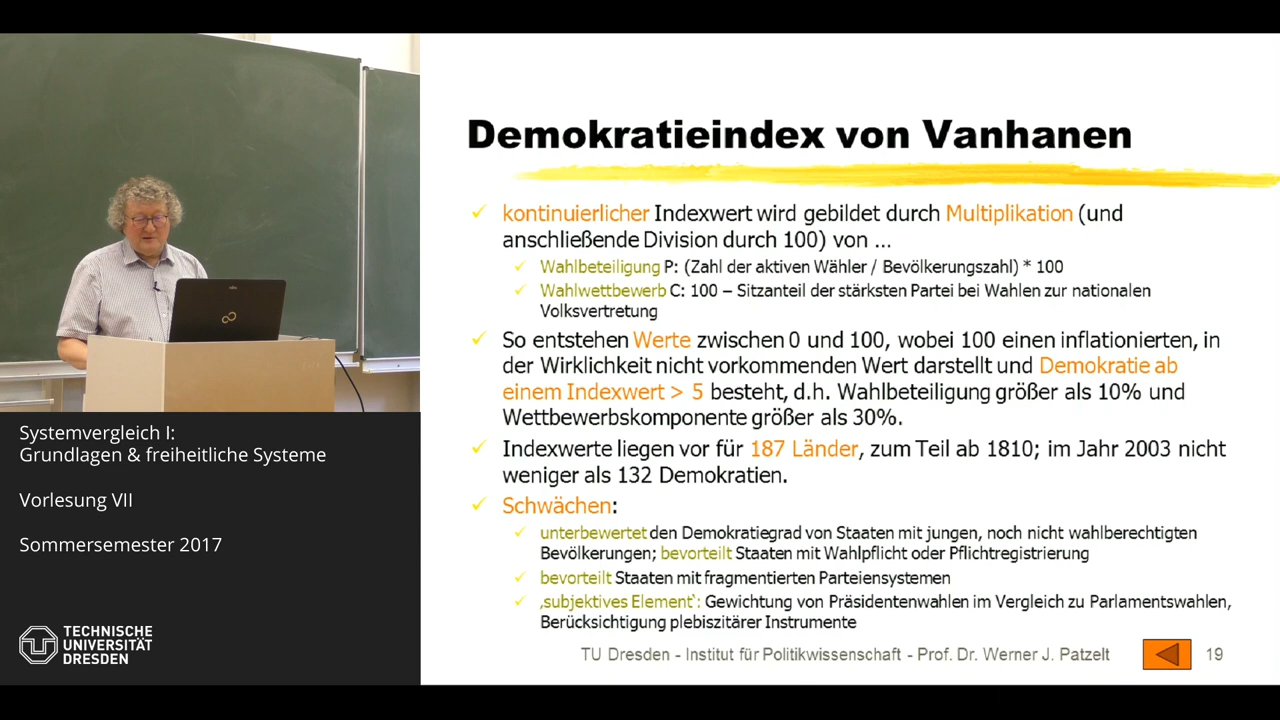 Demokratieindex von Vanhanen
kontinuierlicher Indexwert wird gebildet durch Multiplikation (und
anschließende Division durch 100) von ...
Wahlbeteiligung P: (Zahl der aktiven Wähler / Bevölkerungszahl) * 100
Wahlwettbewerb C: 100 – Sitzanteil der stärksten Partei bei Wahlen zur nationalen
Volksvertretung
So entstehen Werte zwischen 0 und 100, wobei 100 einen inflationierten, in
der Wirklichkeit nicht vorkommenden Wert darstellt und Demokratie ab
einem Indexwert > 5 besteht, d.h. Wahlbeteiligung größer als 10% und
Wettbewerbskomponente größer als 30%.
Indexwerte liegen vor für 187 Länder, zum Teil ab 1810; im Jahr 2003 nicht
weniger als 132 Demokratien.
Schwächen:
unterbewertet den Demokratiegrad von Staaten mit jungen, noch nicht wahlberechtigten
Bevölkerungen; bevorteilt Staaten mit Wahlpflicht oder Pflichtregistrierung
bevorteilt Staaten mit fragmentierten Parteiensystemen
‚subjektives Element‘: Gewichtung von Präsidentenwahlen im Vergleich zu Parlamentswahlen,
Berücksichtigung plebiszitärer Instrumente
TU Dresden - Institut für Politikwissenschaft - Prof. Dr. Werner J. Patzelt
19
Systemvergleich I:
Grundlagen & freiheitliche Systeme
Vorlesung VII
Sommersemester 2017
TECHNISCHE
UNIVERSITÄT
DRESDEN